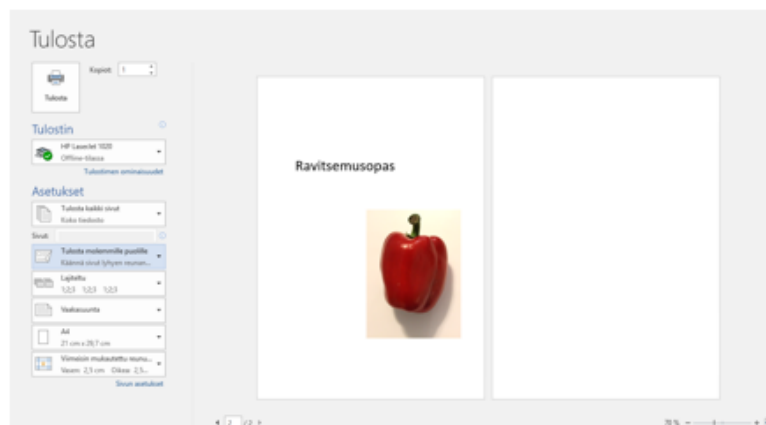 Tulosta
Kopiot: 1
Tulosta
Tulostin
HP LaserJet 1020
Offline-tilassa
Tulostimen ominaisuudet
Asetukset
Tulosta kaikki sivut
Koko tiedosto
Sivut:
Tulosta molemmille puolille
Käännä sivut lyhyen reunan...
Lajiteltu
1;2;3 1;2;3 1;2;3
Vaakasuunta
A4
21 cm x 29,7 cm
Viimeisin mukautettu reunu...
Vasen: 2,5 cm Oikea: 2,5...
Sivun asetukset
Ravitsemusopas
2 / 2
70 %